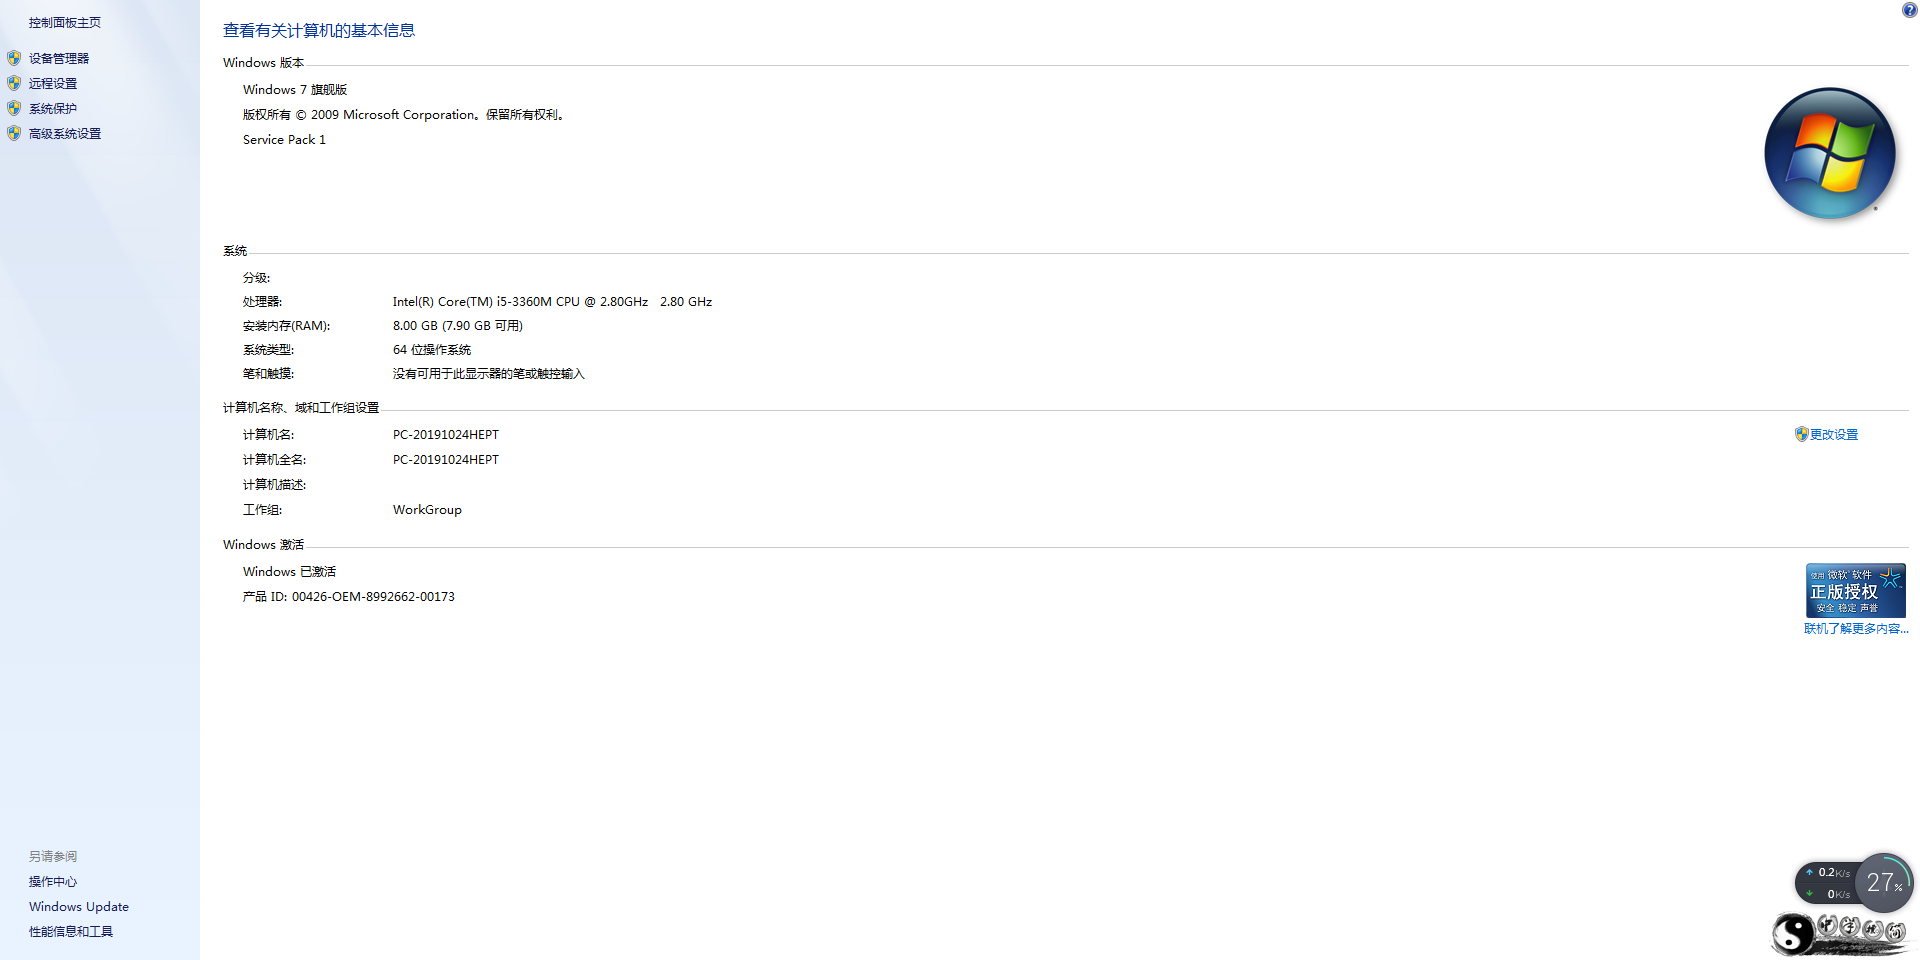 控制面板主页
设备管理器
远程设置
系统保护
高级系统设置
查看有关计算机的基本信息
Windows 版本
Windows 7 旗舰版
版权所有 © 2009 Microsoft Corporation。保留所有权利。
Service Pack 1
系统
分级:
处理器: Intel(R) Core(TM) i5-3360M CPU @ 2.80GHz 2.80 GHz
安装内存(RAM): 8.00 GB (7.90 GB 可用)
系统类型: 64 位操作系统
笔和触摸: 没有可用于此显示器的笔或触控输入
计算机名称、域和工作组设置
计算机名: PC-20191024HEPT
更改设置
计算机全名: PC-20191024HEPT
计算机描述:
工作组: WorkGroup
Windows 激活
Windows 已激活
产品 ID: 00426-OEM-8992662-00173
使用 微软 软件
正版授权
安全 稳定 声誉
联机了解更多内容...
另请参阅
操作中心
Windows Update
性能信息和工具
0.2K/s
0K/s
27%
中 学